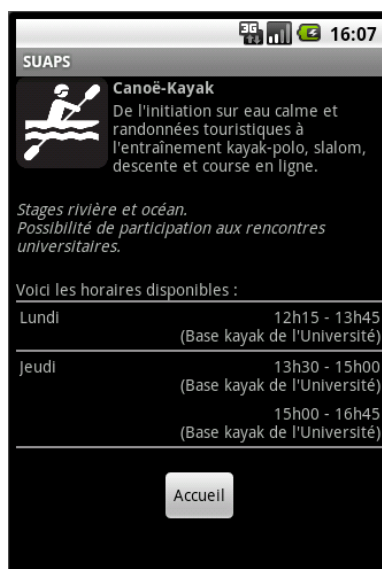 3G 16:07
SUAPS
Canoë-Kayak
De l'initiation sur eau calme et
randonnées touristiques à
l'entraînement kayak-polo, slalom,
descente et course en ligne.
Stages rivière et océan.
Possibilité de participation aux rencontres
universitaires.
Voici les horaires disponibles :
Lundi 12h15 - 13h45
(Base kayak de l'Université)
Jeudi 13h30 - 15h00
(Base kayak de l'Université)
15h00 - 16h45
(Base kayak de l'Université)
Accueil